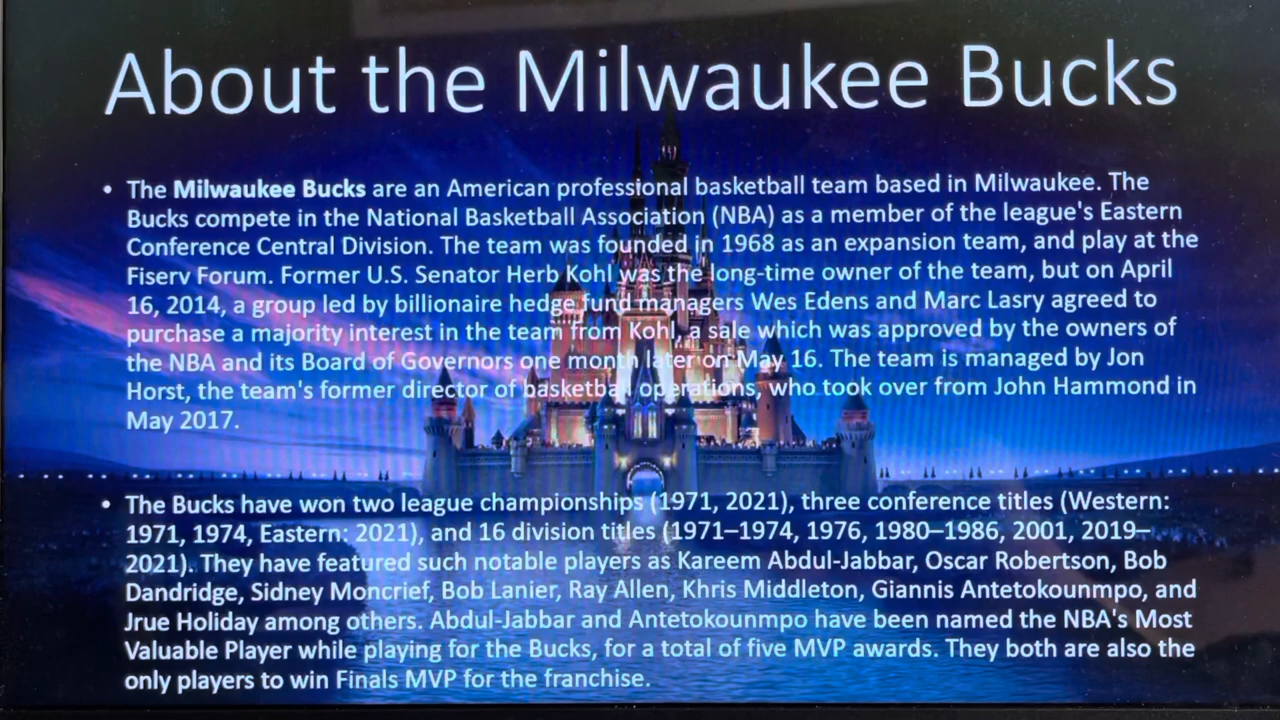 About the Milwaukee Bucks
• The Milwaukee Bucks are an American professional basketball team based in Milwaukee. The
Bucks compete in the National Basketball Association (NBA) as a member of the league's Eastern
Conference Central Division. The team was founded in 1968 as an expansion team, and play at the
Fiserv Forum. Former U.S. Senator Herb Kohl was the long-time owner of the team, but on April
16, 2014, a group led by billionaire hedge fund managers Wes Edens and Marc Lasry agreed to
purchase a majority interest in the team from Kohl, a sale which was approved by the owners of
the NBA and its Board of Governors one month later on May 16. The team is managed by Jon
Horst, the team's former director of basketball operations, who took over from John Hammond in
May 2017.
• The Bucks have won two league championships (1971, 2021), three conference titles (Western:
1971, 1974, Eastern: 2021), and 16 division titles (1971–1974, 1976, 1980–1986, 2001, 2019–
2021). They have featured such notable players as Kareem Abdul-Jabbar, Oscar Robertson, Bob
Dandridge, Sidney Moncrief, Bob Lanier, Ray Allen, Khris Middleton, Giannis Antetokounmpo, and
Jrue Holiday among others. Abdul-Jabbar and Antetokounmpo have been named the NBA's Most
Valuable Player while playing for the Bucks, for a total of five MVP awards. They both are also the
only players to win Finals MVP for the franchise.